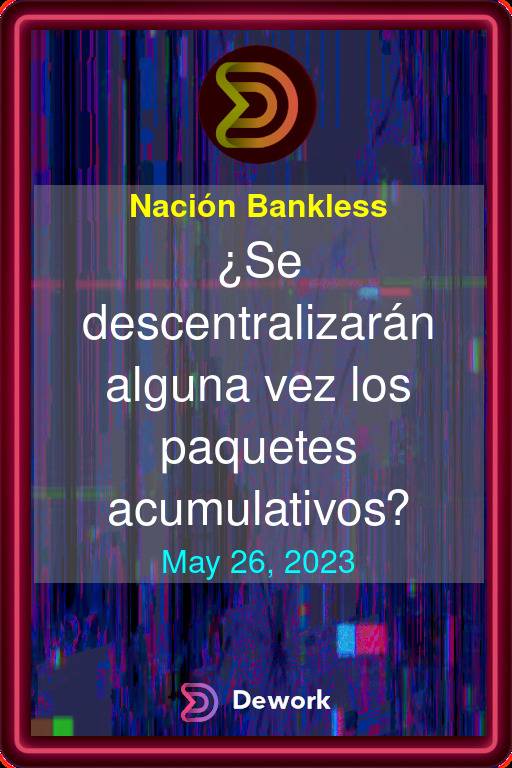 Nación Bankless
¿Se
descentralizarán
alguna vez los
paquetes
acumulativos?
May 26, 2023
Dework